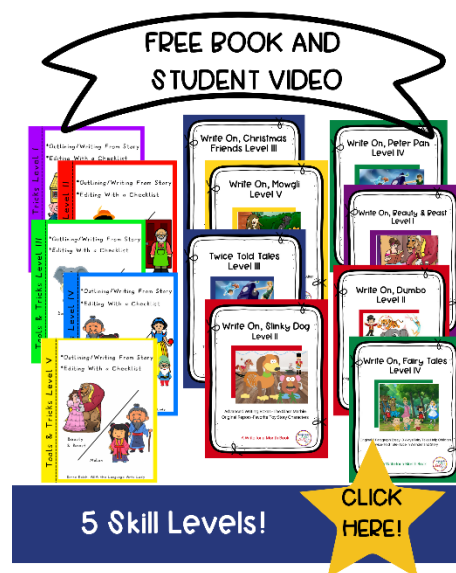 FREE BOOK AND
STUDENT VIDEO
Tricks Level I
*Outlining/Writing From Story
*Editing With a Checklist
Level II
*Outlining/Writing From Story
*Editing With a Checklist
Tools & Tricks Level III
*Outlining/Writing From Story
*Editing With a Checklist
Level IV
*Outlining/Writing From Story
*Editing With a Checklist
Tools & Tricks Level V
*Outlining/Writing From Story
*Editing With a Checklist
Beauty
& Beast
Mulan
Write On, Christmas
Friends Level III
Write On, Mowgli
Level V
Twice Told Tales
Level III
Write On, Slinky Dog
Level II
Write On, Peter Pan
Level IV
Write On, Beauty & Beast
Level I
Write On, Dumbo
Level II
Write On, Fairy Tales
Level IV
5 Skill Levels!
CLICK
HERE!